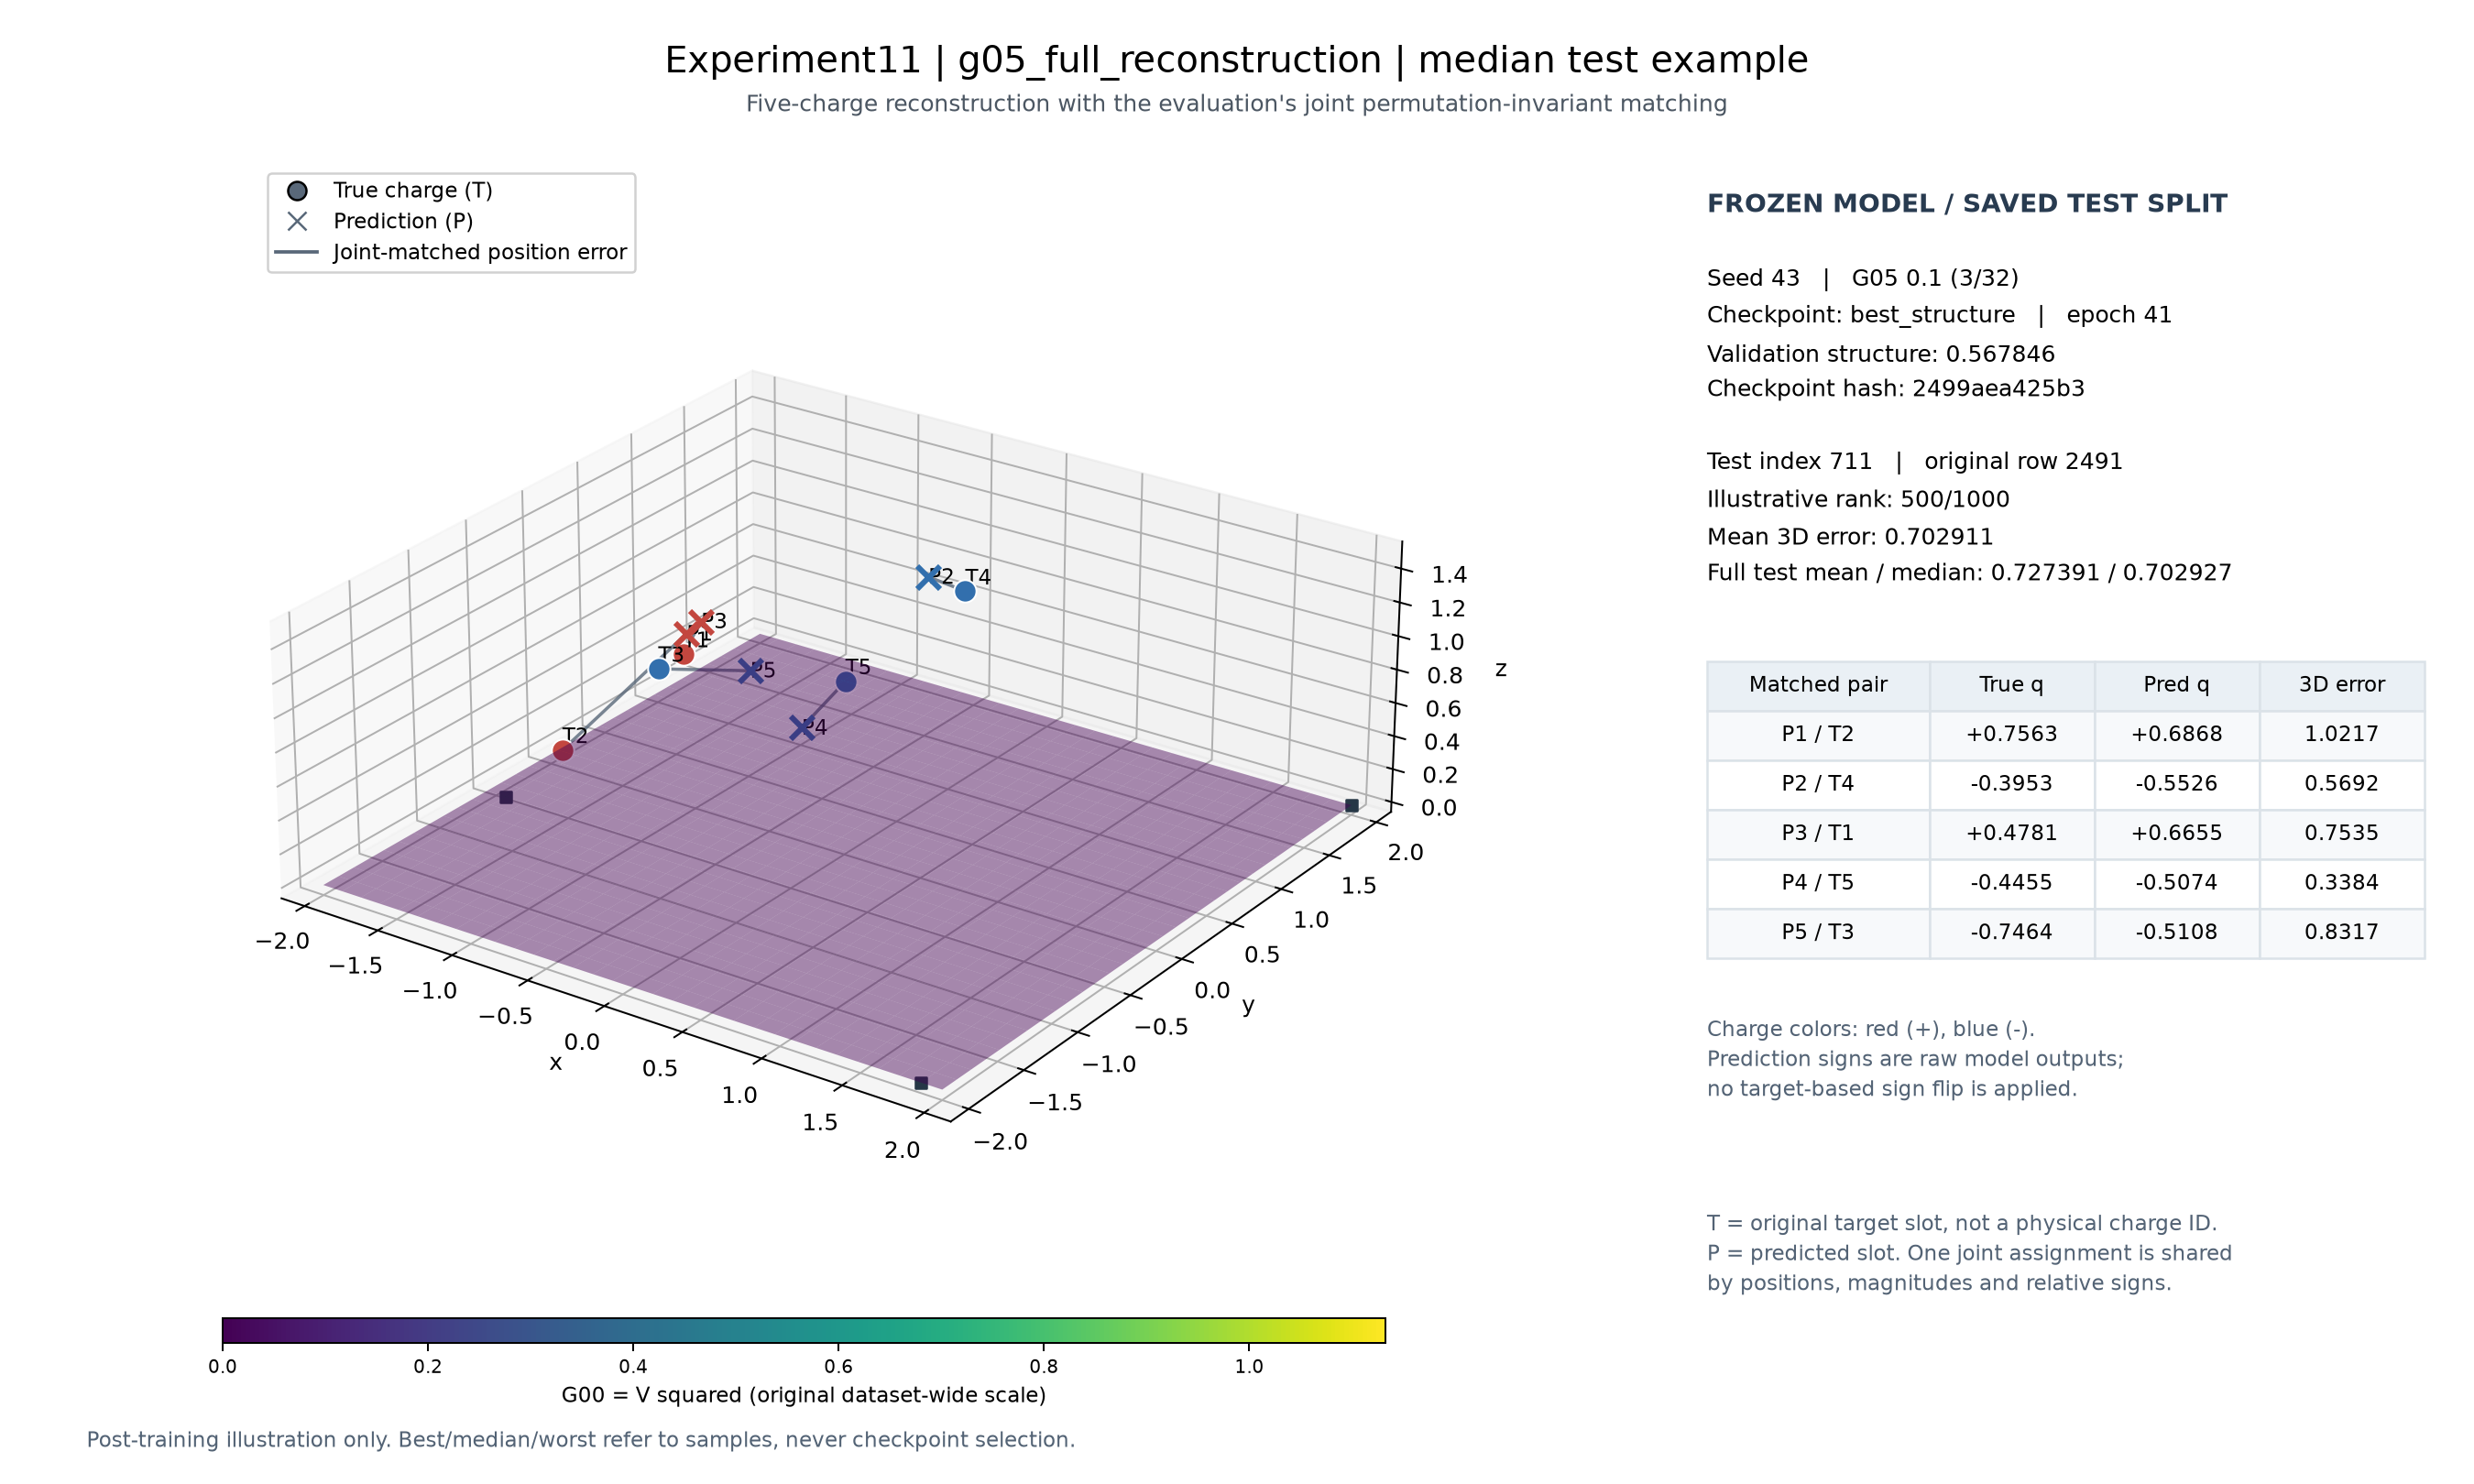 Experiment11 | g05_full_reconstruction | median test example
Five-charge reconstruction with the evaluation's joint permutation-invariant matching
True charge (T)
Prediction (P)
Joint-matched position error
FROZEN MODEL / SAVED TEST SPLIT
Seed 43 | G05 0.1 (3/32)
Checkpoint: best_structure | epoch 41
Validation structure: 0.567846
Checkpoint hash: 2499aea425b3
Test index 711 | original row 2491
Illustrative rank: 500/1000
Mean 3D error: 0.702911
Full test mean / median: 0.727391 / 0.702927
P2 T4
P3
P1
T1
T3
P5
T5
P4
T2
1.4
1.2
1.0
0.8
0.6
0.4
0.2
0.0
z
2.0
1.5
1.0
0.5
0.0
−0.5
−1.0
−1.5
−2.0
y
−2.0
−1.5
−1.0
−0.5
0.0
0.5
1.0
1.5
2.0
x
Matched pair True q Pred q 3D error
P1 / T2 +0.7563 +0.6868 1.0217
P2 / T4 -0.3953 -0.5526 0.5692
P3 / T1 +0.4781 +0.6655 0.7535
P4 / T5 -0.4455 -0.5074 0.3384
P5 / T3 -0.7464 -0.5108 0.8317
Charge colors: red (+), blue (-).
Prediction signs are raw model outputs;
no target-based sign flip is applied.
T = original target slot, not a physical charge ID.
P = predicted slot. One joint assignment is shared
by positions, magnitudes and relative signs.
0.0 0.2 0.4 0.6 0.8 1.0
G00 = V squared (original dataset-wide scale)
Post-training illustration only. Best/median/worst refer to samples, never checkpoint selection.